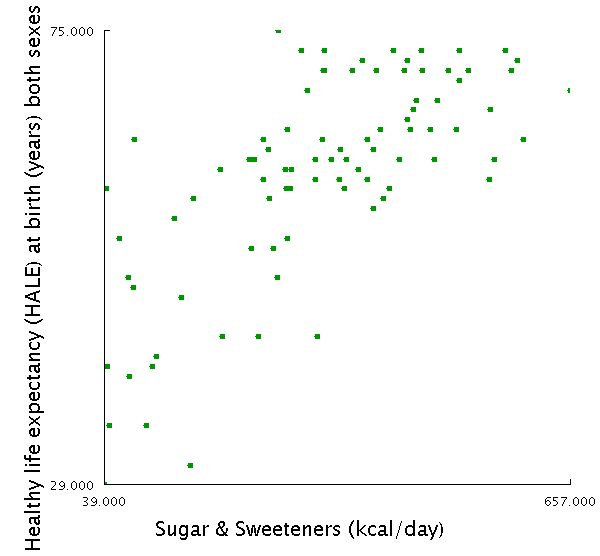 Healthy life expectancy (HALE) at birth (years) both sexes
75.000
29.000
39.000
657.000
Sugar & Sweeteners (kcal/day)